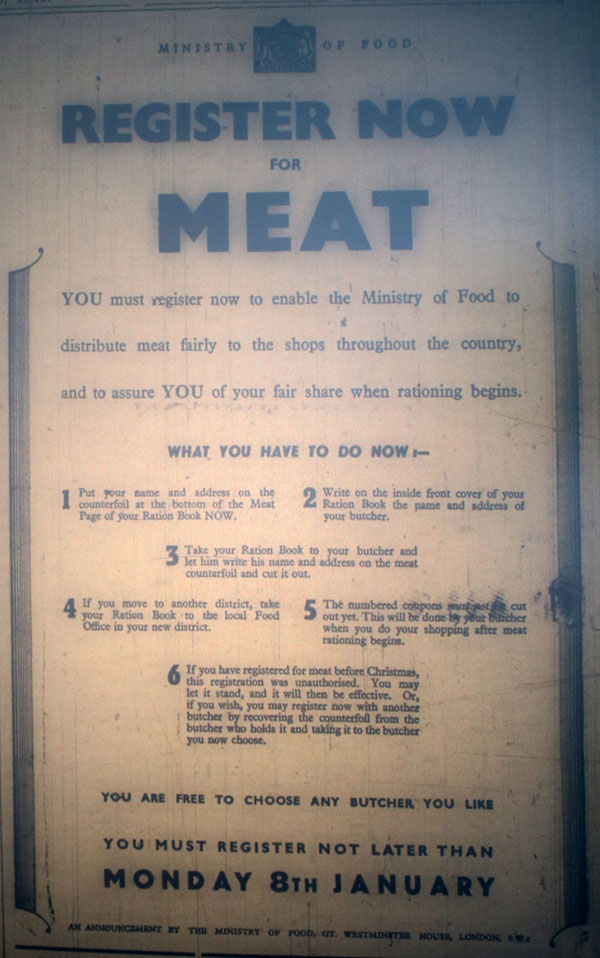 MINISTRY OF FOOD
REGISTER NOW
FOR
MEAT
YOU must register now to enable the Ministry of Food to
distribute meat fairly to the shops throughout the country,
and to assure YOU of your fair share when rationing begins.
WHAT YOU HAVE TO DO NOW :—
1 Put your name and address on the
counterfoil at the bottom of the Meat
Page of your Ration Book NOW.
2 Write on the inside front cover of your
Ration Book the name and address of
your butcher.
3 Take your Ration Book to your butcher and
let him write his name and address on the meat
counterfoil and cut it out.
4 If you move to another district, take
your Ration Book to the local Food
Office in your new district.
5 The numbered coupons must not be cut
out yet. This will be done by your butcher
when you do your shopping after meat
rationing begins.
6 If you have registered for meat before Christmas,
this registration was unauthorised. You may
let it stand, and it will then be effective. Or,
if you wish, you may register now with another
butcher by recovering the counterfoil from the
butcher who holds it and taking it to the butcher
you now choose.
YOU ARE FREE TO CHOOSE ANY BUTCHER YOU LIKE
YOU MUST REGISTER NOT LATER THAN
MONDAY 8TH JANUARY
AN ANNOUNCEMENT BY THE MINISTRY OF FOOD, GT. WESTMINSTER HOUSE, LONDON, S.W.1